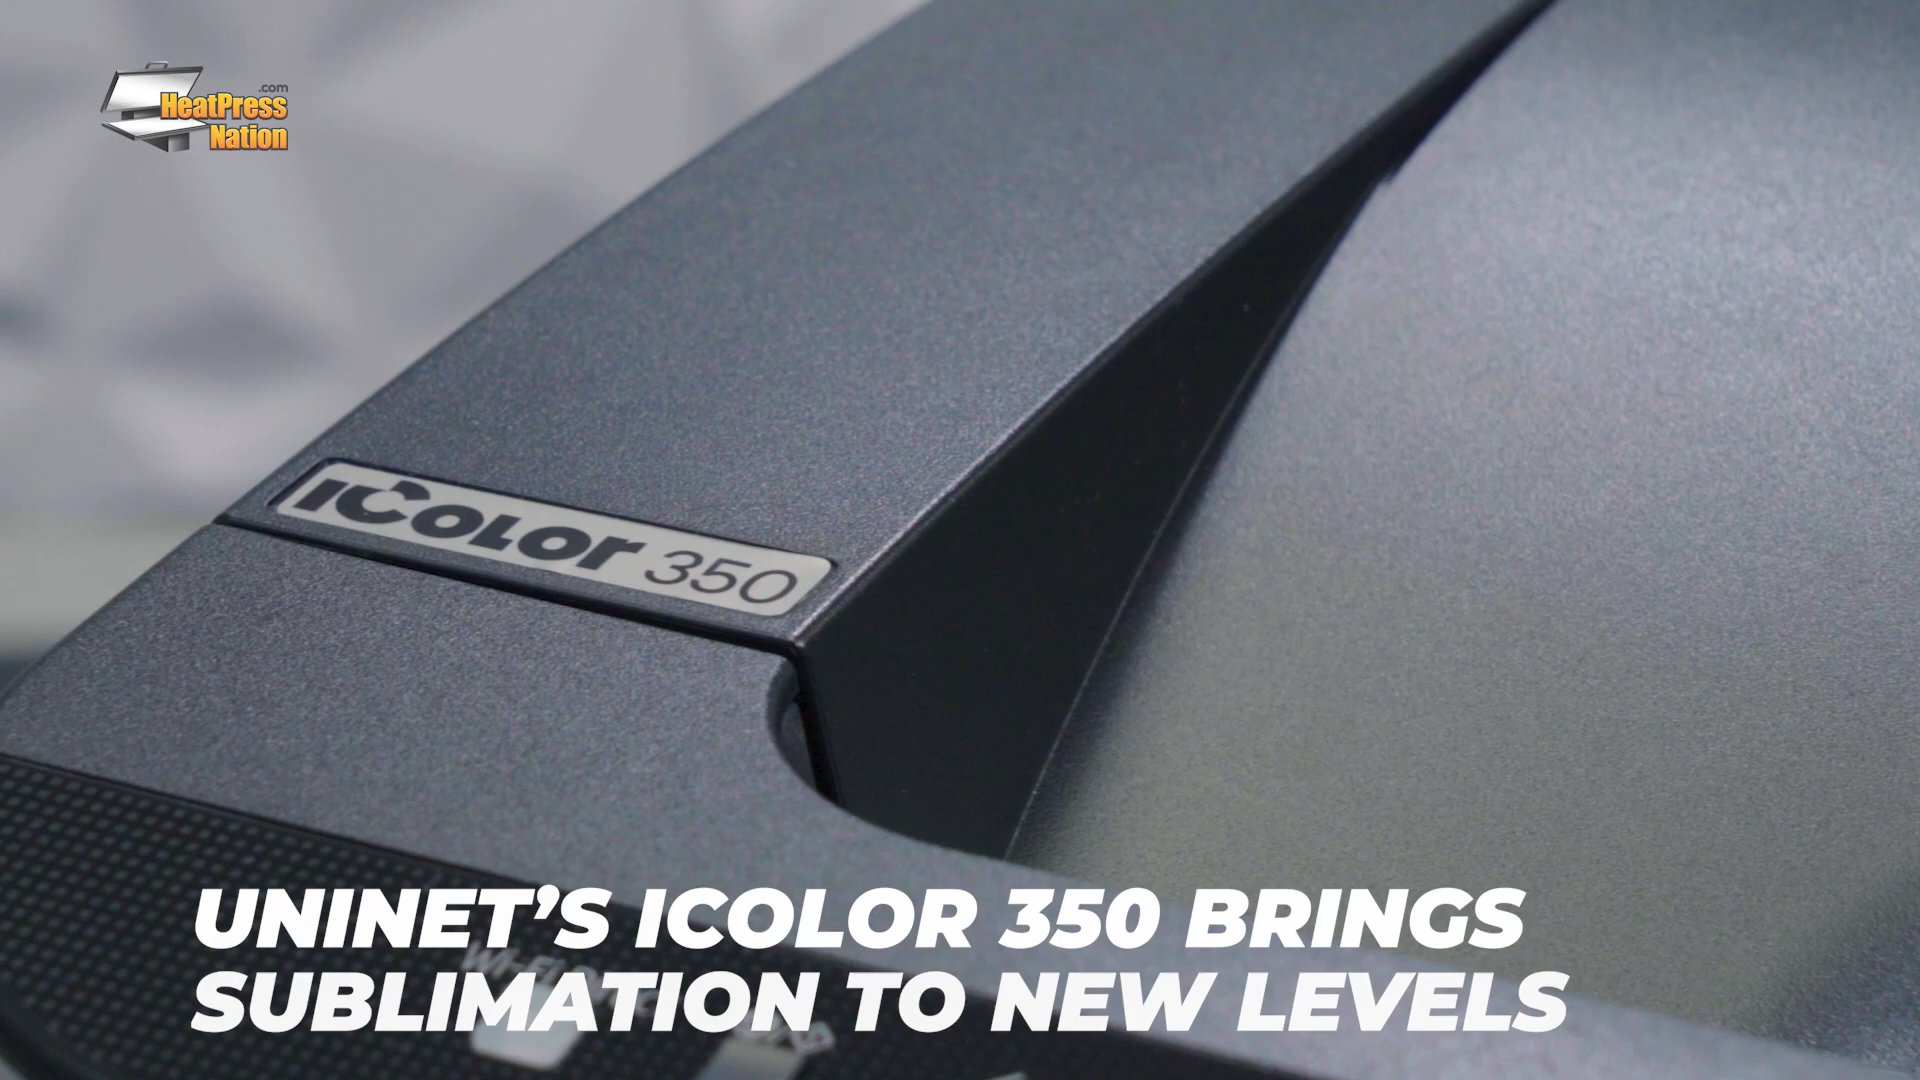 .com
HeatPress
Nation
iColor 350
UNINET'S ICOLOR 350 BRINGS
SUBLIMATION TO NEW LEVELS